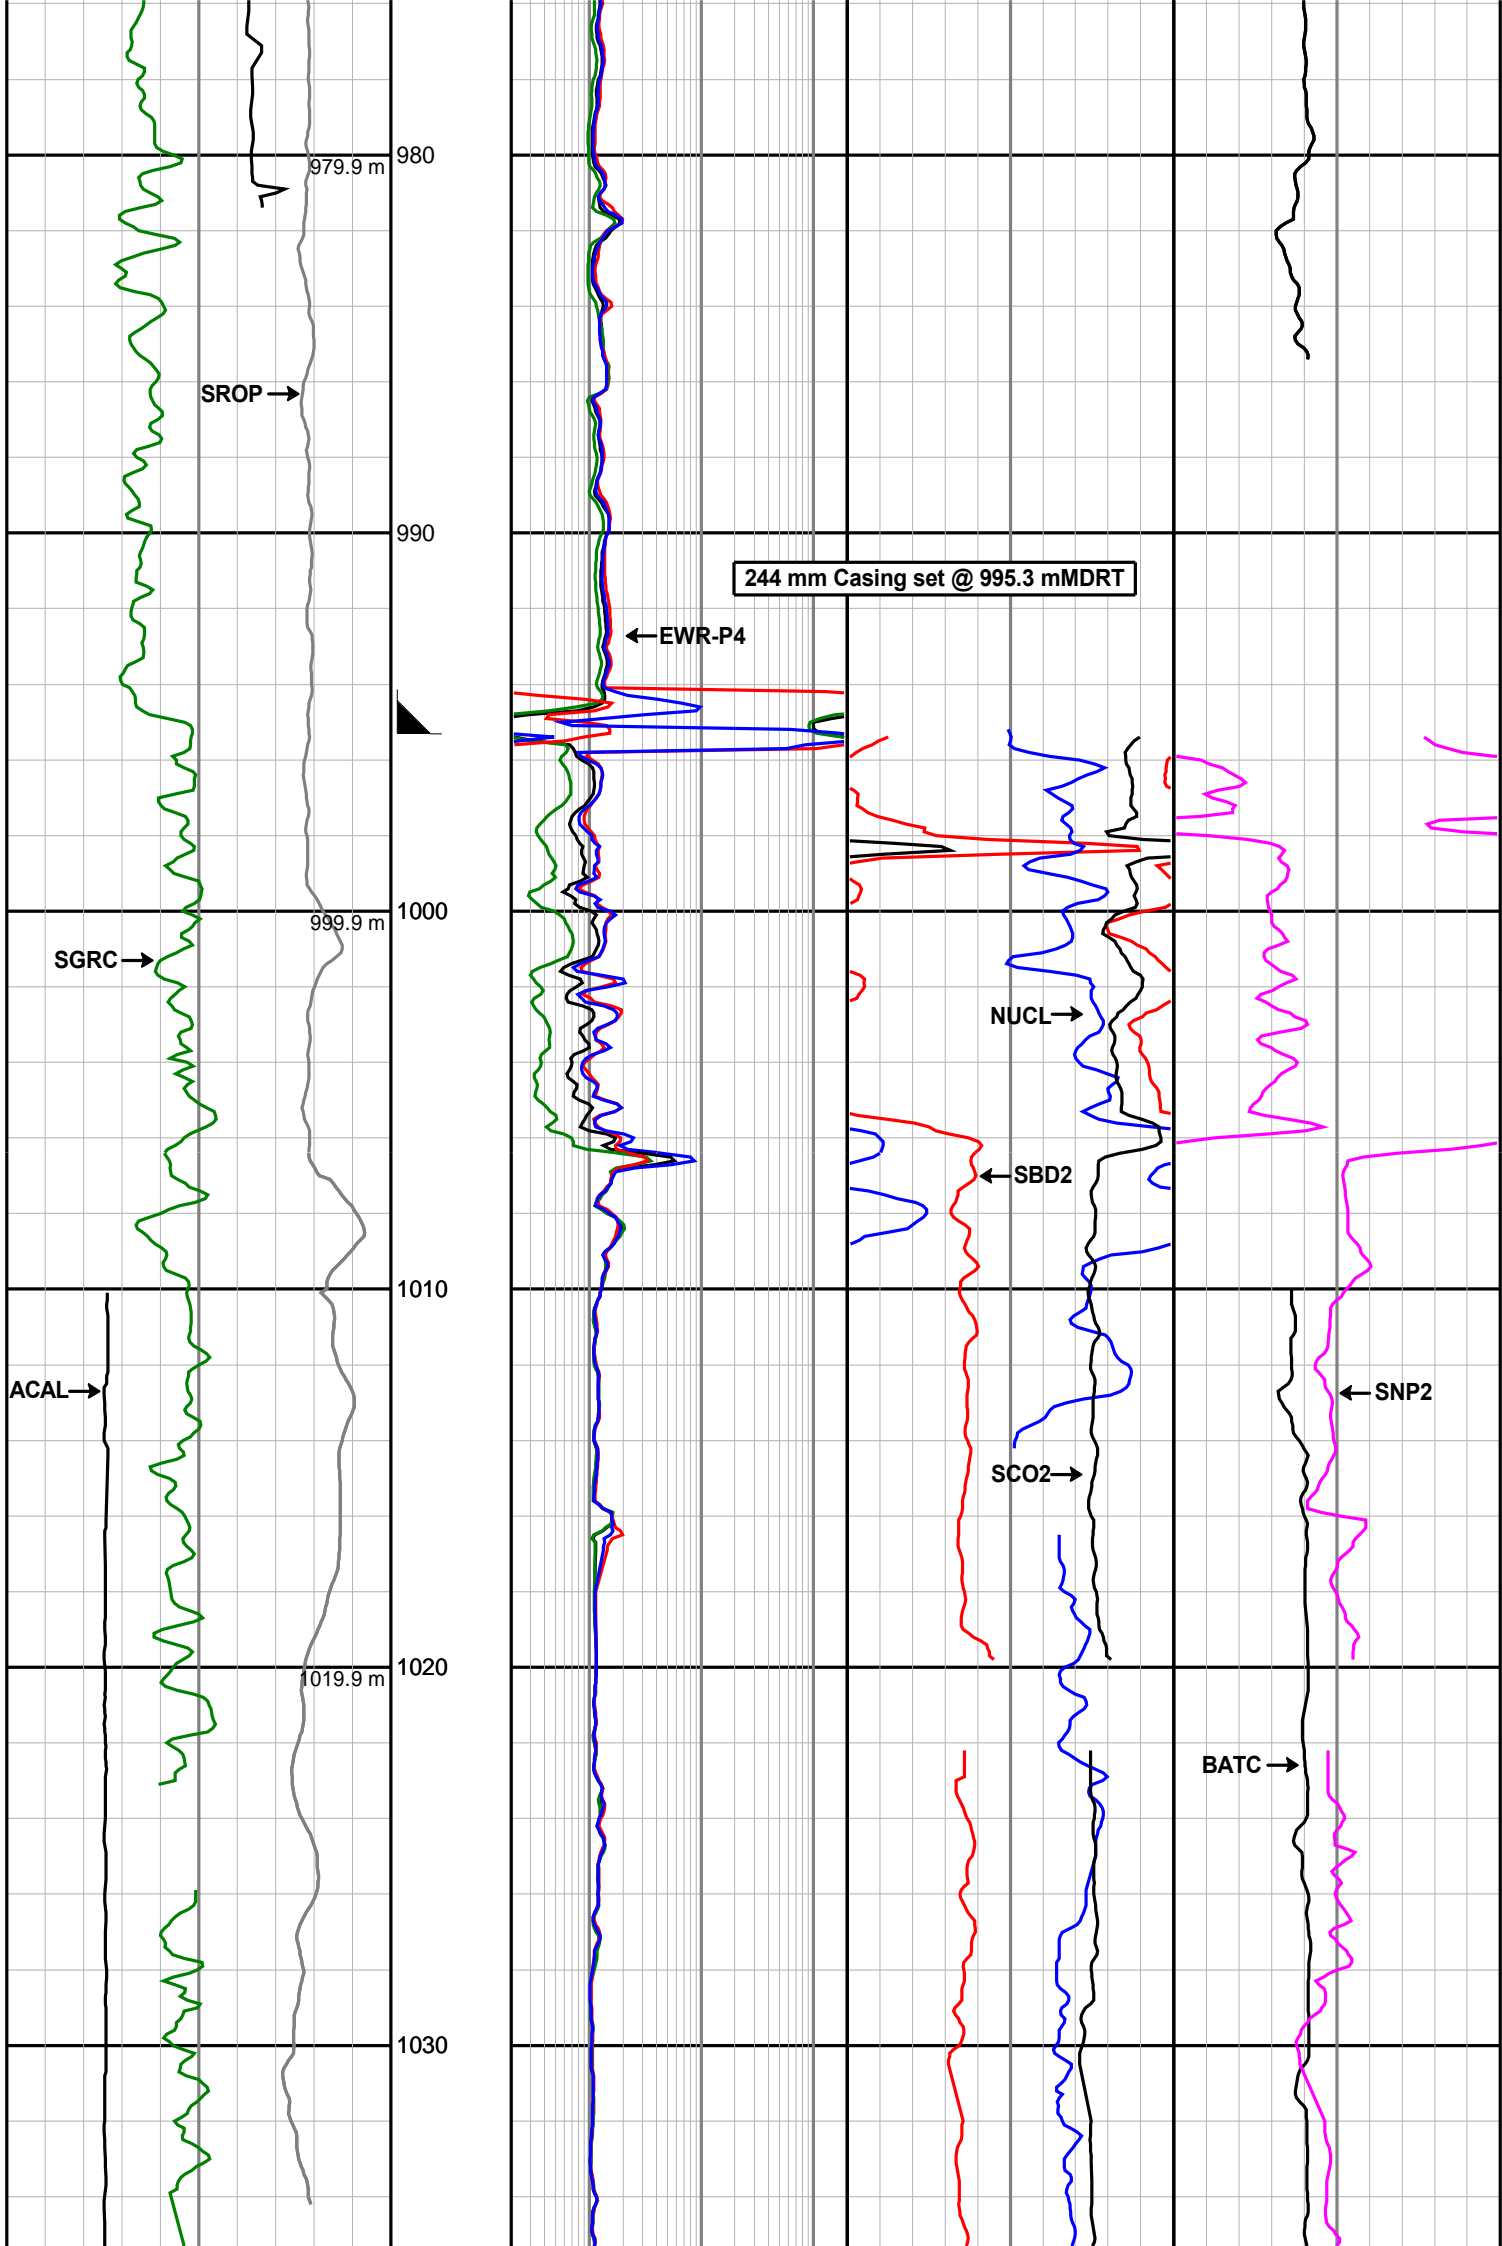 980
979.9 m
SROP
990
244 mm Casing set @ 995.3 mMDRT
EWR-P4
1000
999.9 m
SGRC
NUCL
SBD2
1010
ACAL
SNP2
SCO2
1020
1019.9 m
BATC
1030